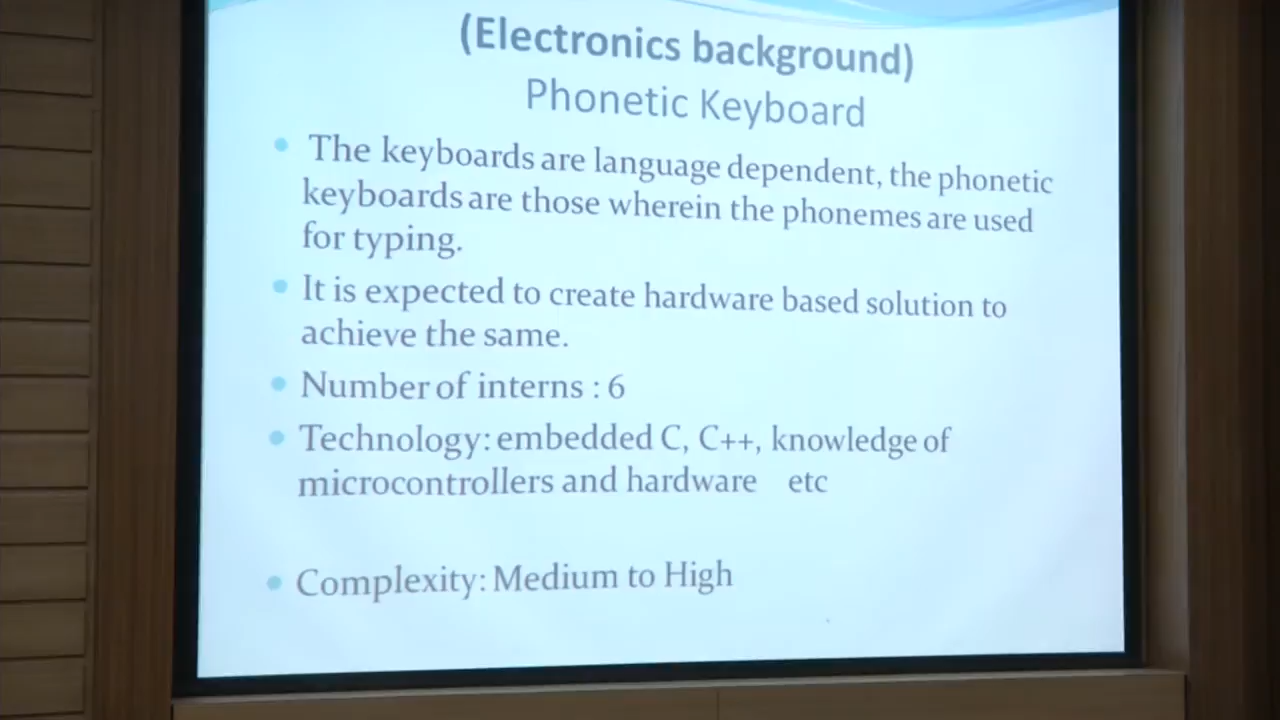 (Electronics background)
Phonetic Keyboard
The keyboards are language dependent, the phonetic
keyboards are those wherein the phonemes are used
for typing.
It is expected to create hardware based solution to
achieve the same.
Number of interns : 6
Technology: embedded C, C++, knowledge of
microcontrollers and hardware etc
Complexity: Medium to High